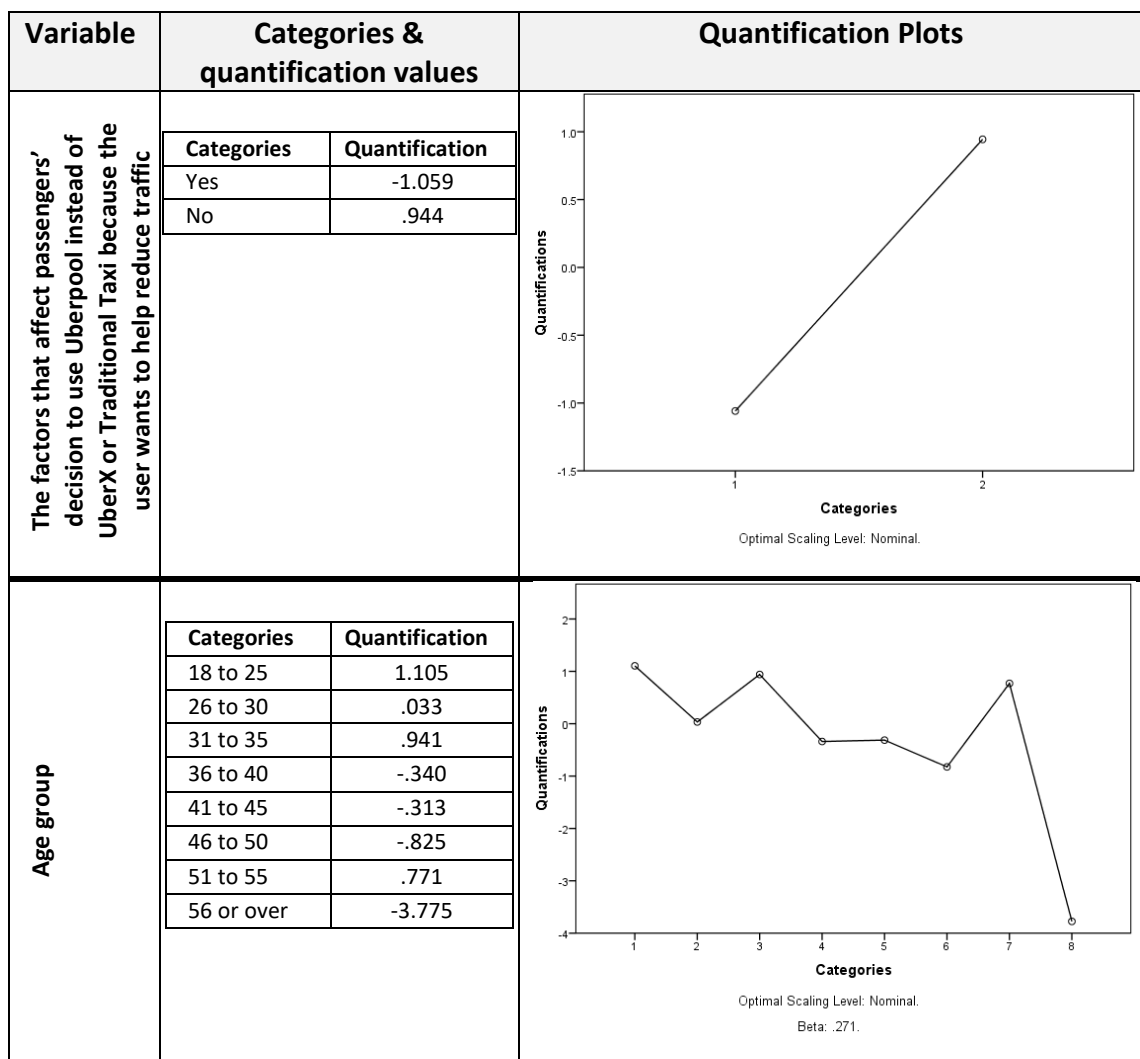 Variable
Categories &
quantification values
Quantification Plots
The factors that affect passengers’
decision to use Uberpool instead of
UberX or Traditional Taxi because the
user wants to help reduce traffic
Categories Quantification
Yes -1.059
No .944
Quantifications
1.0
0.5
0.0
-0.5
-1.0
-1.5
1 2
Categories
Optimal Scaling Level: Nominal.
Age group
Categories Quantification
18 to 25 1.105
26 to 30 .033
31 to 35 .941
36 to 40 -.340
41 to 45 -.313
46 to 50 -.825
51 to 55 .771
56 or over -3.775
Quantifications
2
1
0
-1
-2
-3
-4
1 2 3 4 5 6 7 8
Categories
Optimal Scaling Level: Nominal.
Beta: .271.